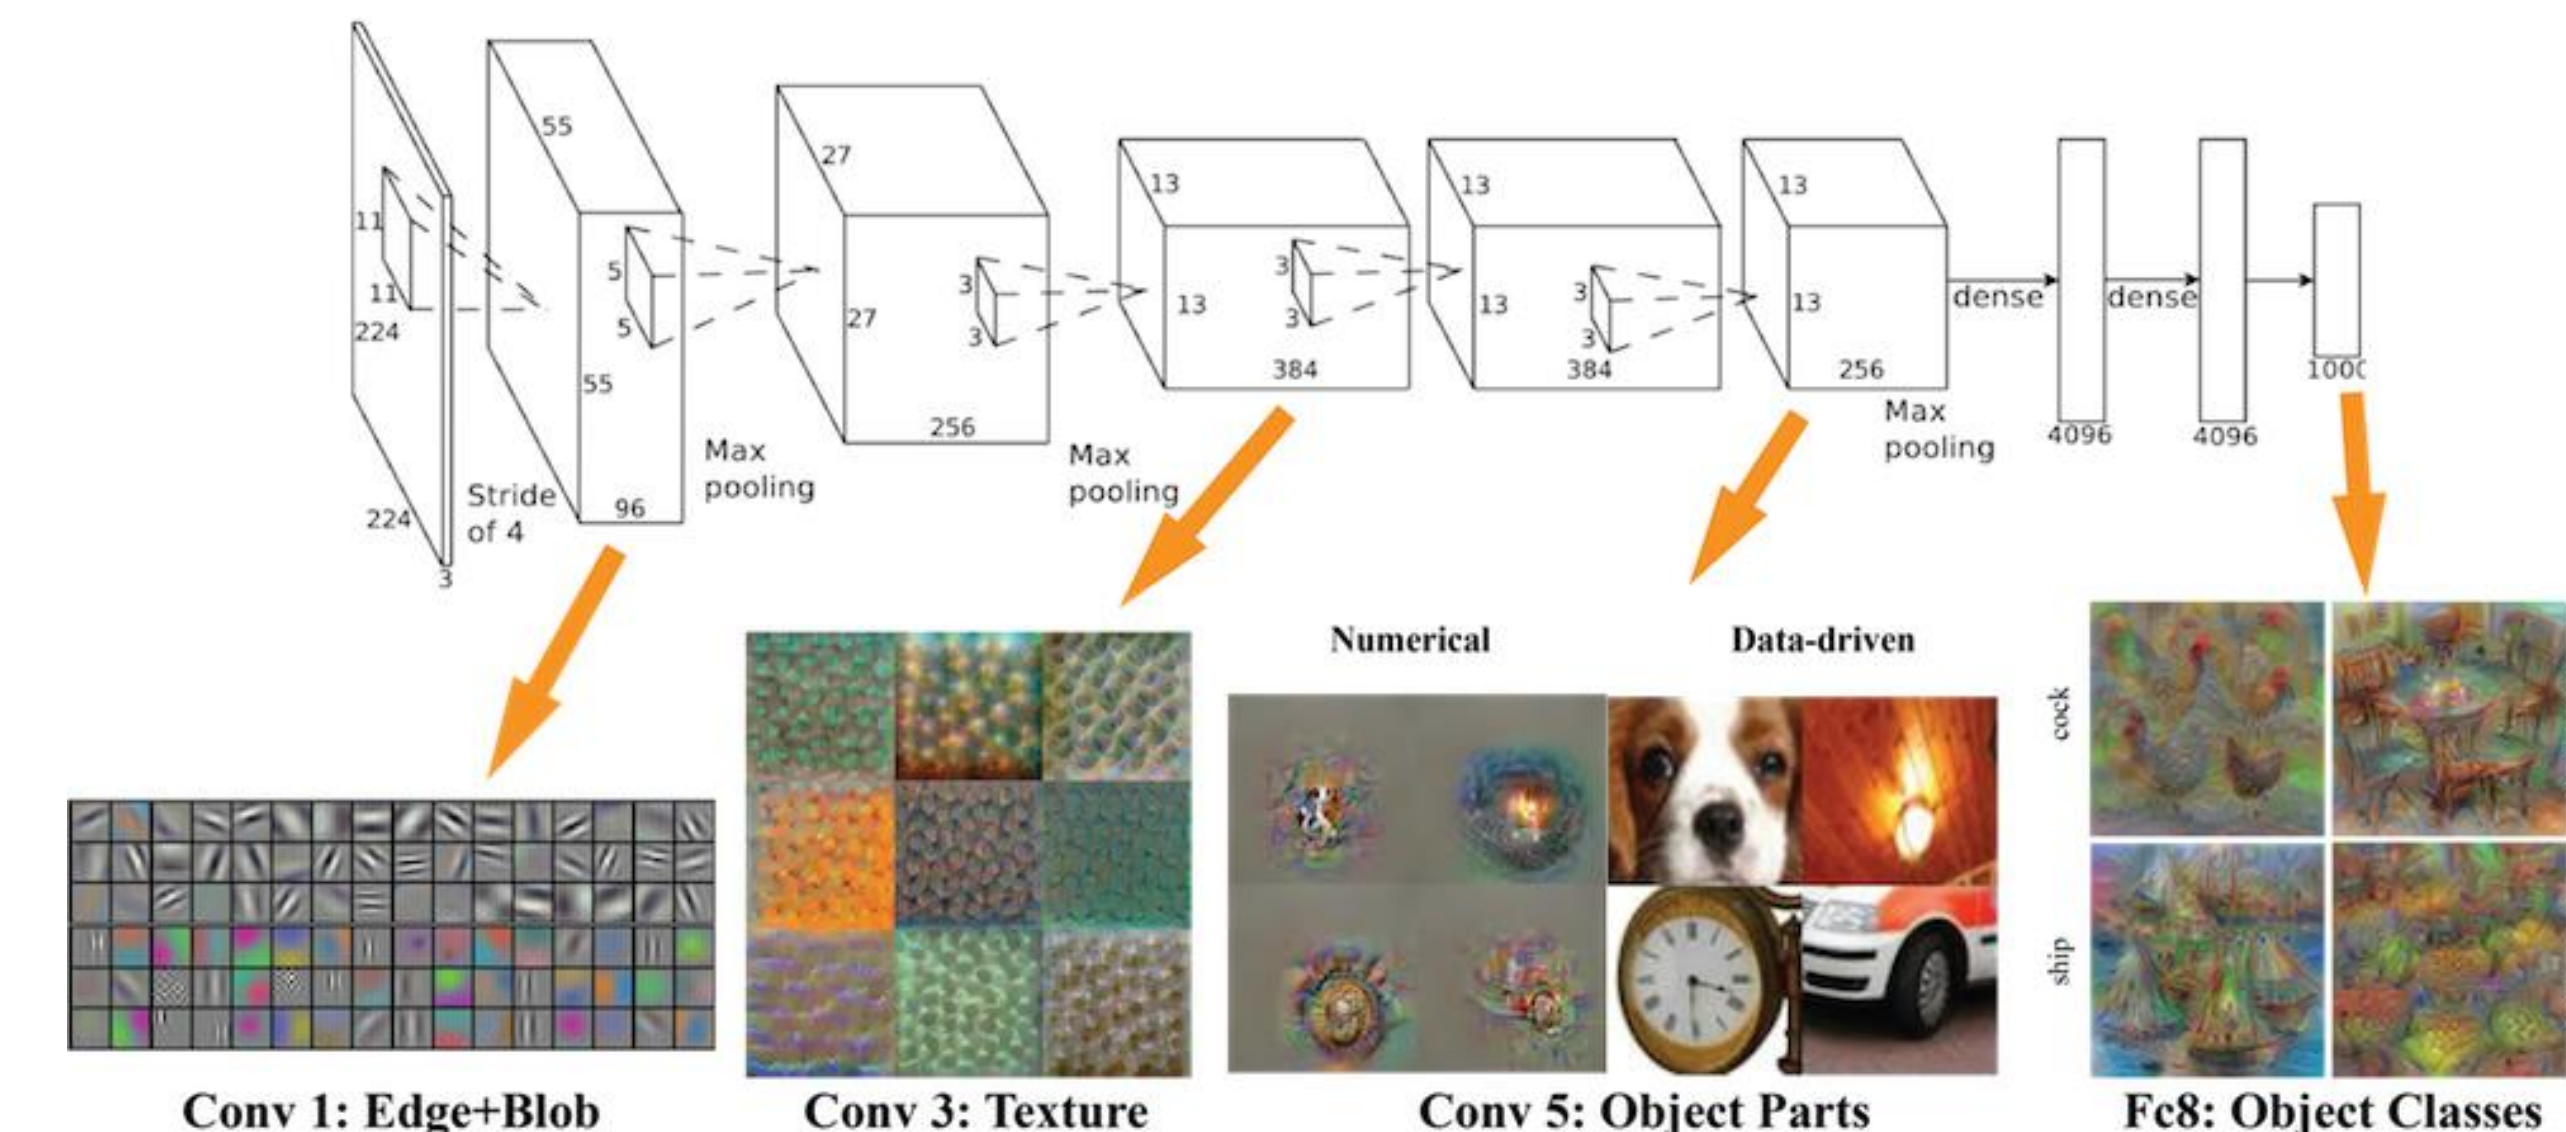 55
27
13
13
13
11
11
224
224
3
Stride
of 4
5
5
55
96
Max
pooling
3
3
27
256
Max
pooling
3
3
13
384
3
3
13
384
13
256
Max
pooling
dense
dense
4096
4096
1000
Numerical
Data-driven
cock
ship
Conv 1: Edge+Blob
Conv 3: Texture
Conv 5: Object Parts
Fc8: Object Classes